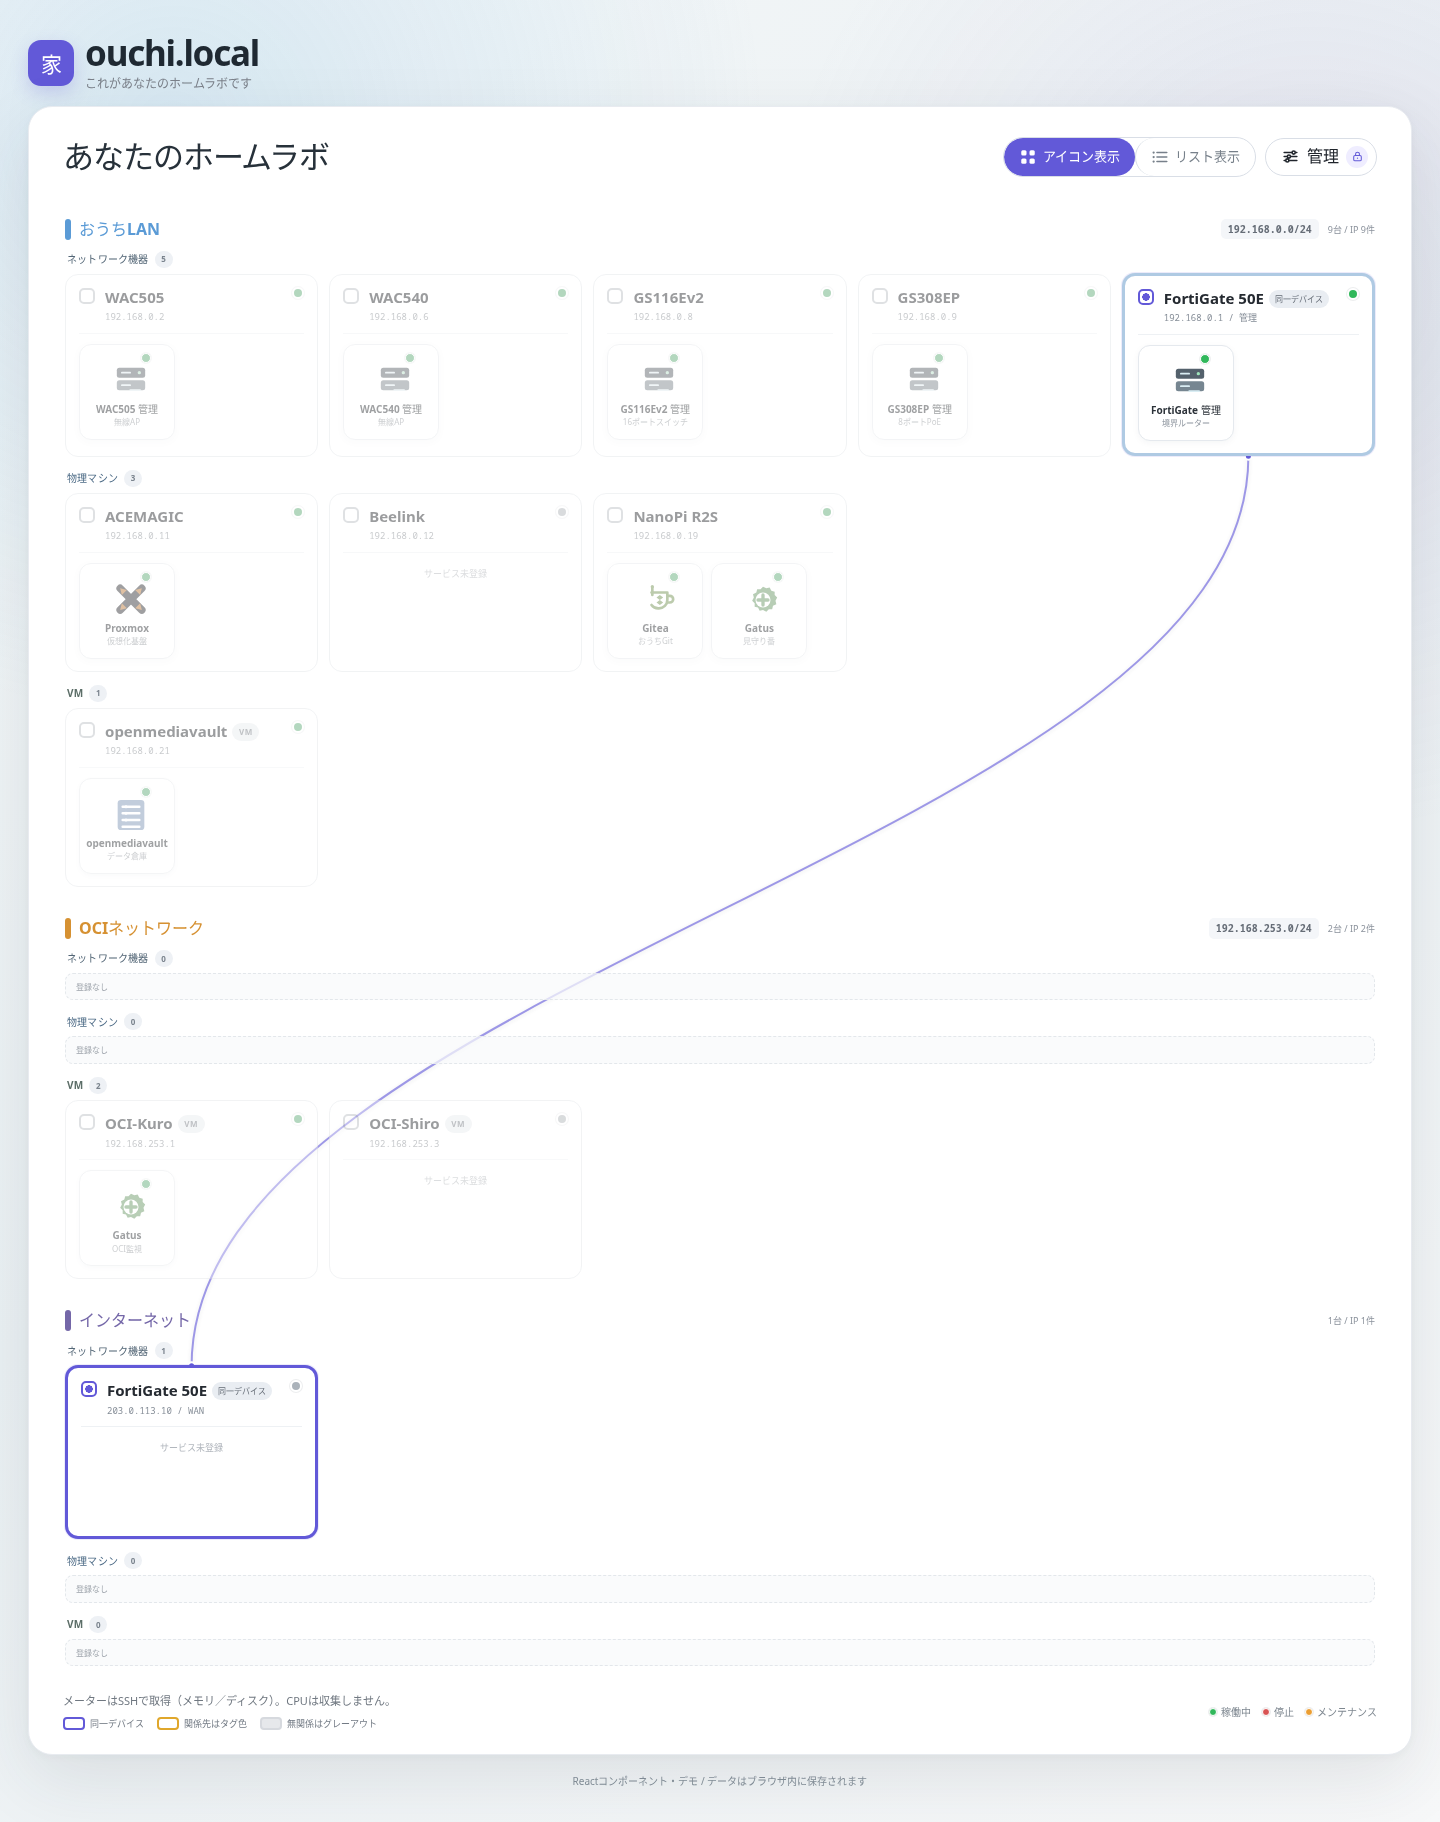 家
ouchi.local
これがあなたのホームラボです
あなたのホームラボ
アイコン表示
リスト表示
管理
おうちLAN
192.168.0.0/24
9台 / IP 9件
ネットワーク機器 5
WAC505
192.168.0.2
WAC505 管理
無線AP
WAC540
192.168.0.6
WAC540 管理
無線AP
GS116Ev2
192.168.0.8
GS116Ev2 管理
16ポートスイッチ
GS308EP
192.168.0.9
GS308EP 管理
8ポートPoE
FortiGate 50E 同一デバイス
192.168.0.1 / 管理
FortiGate 管理
境界ルーター
物理マシン 3
ACEMAGIC
192.168.0.11
Proxmox
仮想化基盤
Beelink
192.168.0.12
サービス未登録
NanoPi R2S
192.168.0.19
Gitea
おうちGit
Gatus
見守り番
VM 1
openmediavault VM
192.168.0.21
openmediavault
データ倉庫
OCIネットワーク
192.168.253.0/24
2台 / IP 2件
ネットワーク機器 0
登録なし
物理マシン 0
登録なし
VM 2
OCI-Kuro VM
192.168.253.1
Gatus
OCI監視
OCI-Shiro VM
192.168.253.3
サービス未登録
インターネット
1台 / IP 1件
ネットワーク機器 1
FortiGate 50E 同一デバイス
203.0.113.10 / WAN
サービス未登録
物理マシン 0
登録なし
VM 0
登録なし
メーターはSSHで取得（メモリ／ディスク）。CPUは収集しません。
同一デバイス 関係先はタグ色 無関係はグレーアウト
稼働中 停止 メンテナンス
Reactコンポーネント・デモ / データはブラウザ内に保存されます